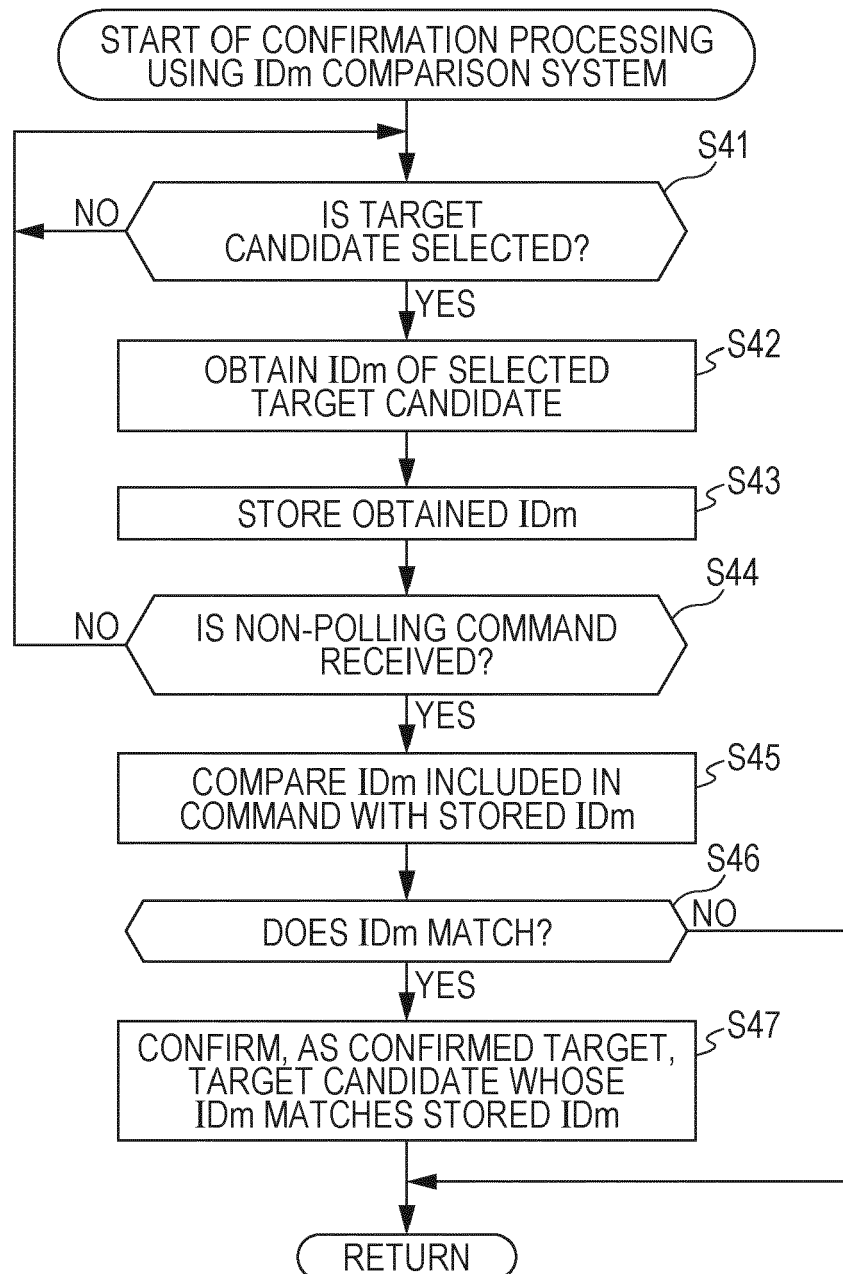 START OF CONFIRMATION PROCESSING
USING IDm COMPARISON SYSTEM
S41
NO
IS TARGET
CANDIDATE SELECTED?
YES
S42
OBTAIN IDm OF SELECTED
TARGET CANDIDATE
S43
STORE OBTAINED IDm
S44
NO
IS NON-POLLING COMMAND
RECEIVED?
YES
S45
COMPARE IDm INCLUDED IN
COMMAND WITH STORED IDm
S46
NO
DOES IDm MATCH?
YES
S47
CONFIRM, AS CONFIRMED TARGET,
TARGET CANDIDATE WHOSE
IDm MATCHES STORED IDm
RETURN